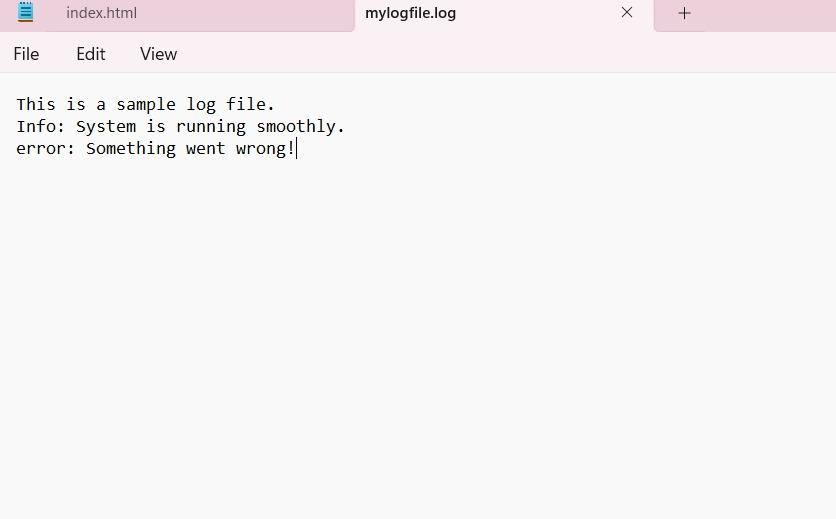 index.html
mylogfile.log
File Edit View
This is a sample log file.
Info: System is running smoothly.
error: Something went wrong!